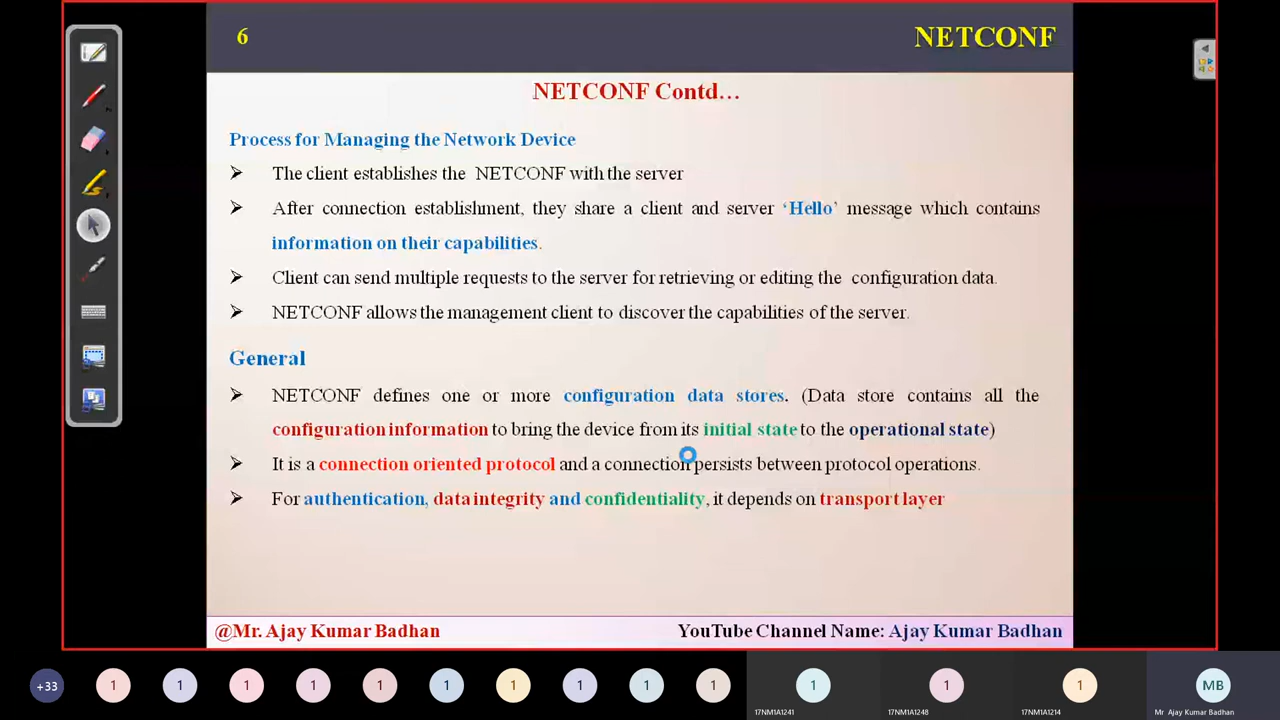 6
NETCONF
NETCONF Contd...
Process for Managing the Network Device
The client establishes the NETCONF with the server
After connection establishment, they share a client and server ‘Hello’ message which contains
information on their capabilities.
Client can send multiple requests to the server for retrieving or editing the configuration data.
NETCONF allows the management client to discover the capabilities of the server.
General
NETCONF defines one or more configuration data stores. (Data store contains all the
configuration information to bring the device from its initial state to the operational state)
It is a connection oriented protocol and a connection persists between protocol operations.
For authentication, data integrity and confidentiality, it depends on transport layer
@Mr. Ajay Kumar Badhan
YouTube Channel Name: Ajay Kumar Badhan
+33 1 1 1 1 1 1 1 1 1 1 1 1 1 MB
17NM1A1241 17NM1A1248 17NM1A1214 Mr Ajay Kumar Badhan